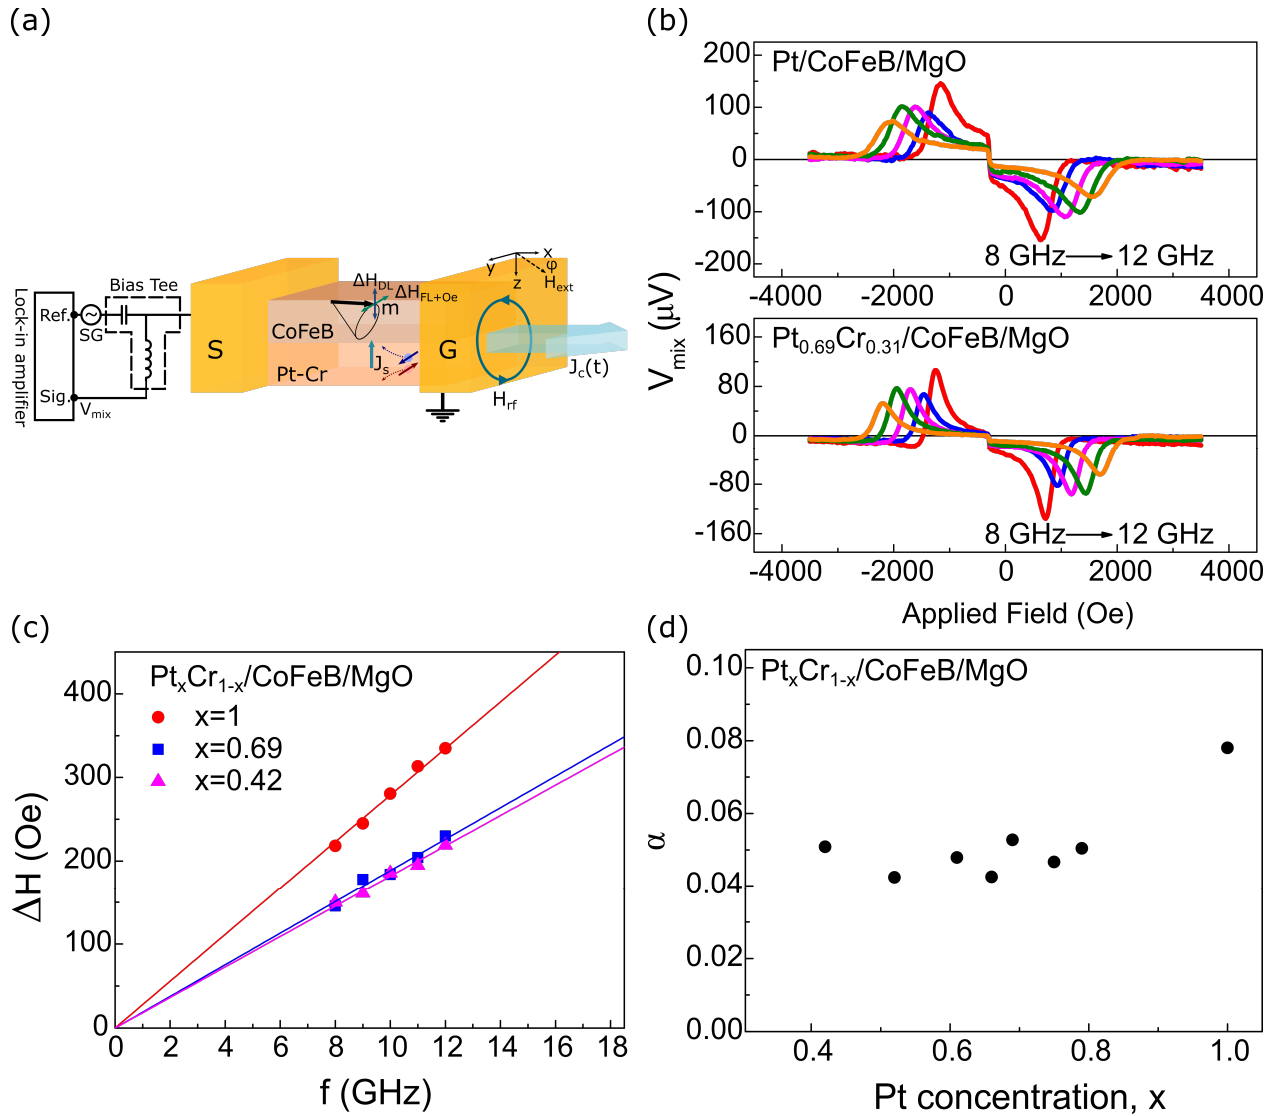 (a)
Lock-in amplifier
Ref.
Sig.
SG
Bias Tee
V_mix
S
CoFeB
Pt-Cr
ΔH_DL
ΔH_FL+Oe
m
J_s
G
H_rf
J_c(t)
x
y
z
φ
H_ext
(b)
Pt/CoFeB/MgO
200
100
0
-100
-200
8 GHz → 12 GHz
-4000 -2000 0 2000 4000
V_mix (μV)
Pt_0.69Cr_0.31/CoFeB/MgO
160
80
0
-80
-160
8 GHz → 12 GHz
-4000 -2000 0 2000 4000
Applied Field (Oe)
(c)
Pt_xCr_1-x/CoFeB/MgO
x=1
x=0.69
x=0.42
400
300
200
100
0
ΔH (Oe)
0 2 4 6 8 10 12 14 16 18
f (GHz)
(d)
Pt_xCr_1-x/CoFeB/MgO
0.10
0.08
0.06
0.04
0.02
0.00
α
0.4 0.6 0.8 1.0
Pt concentration, x